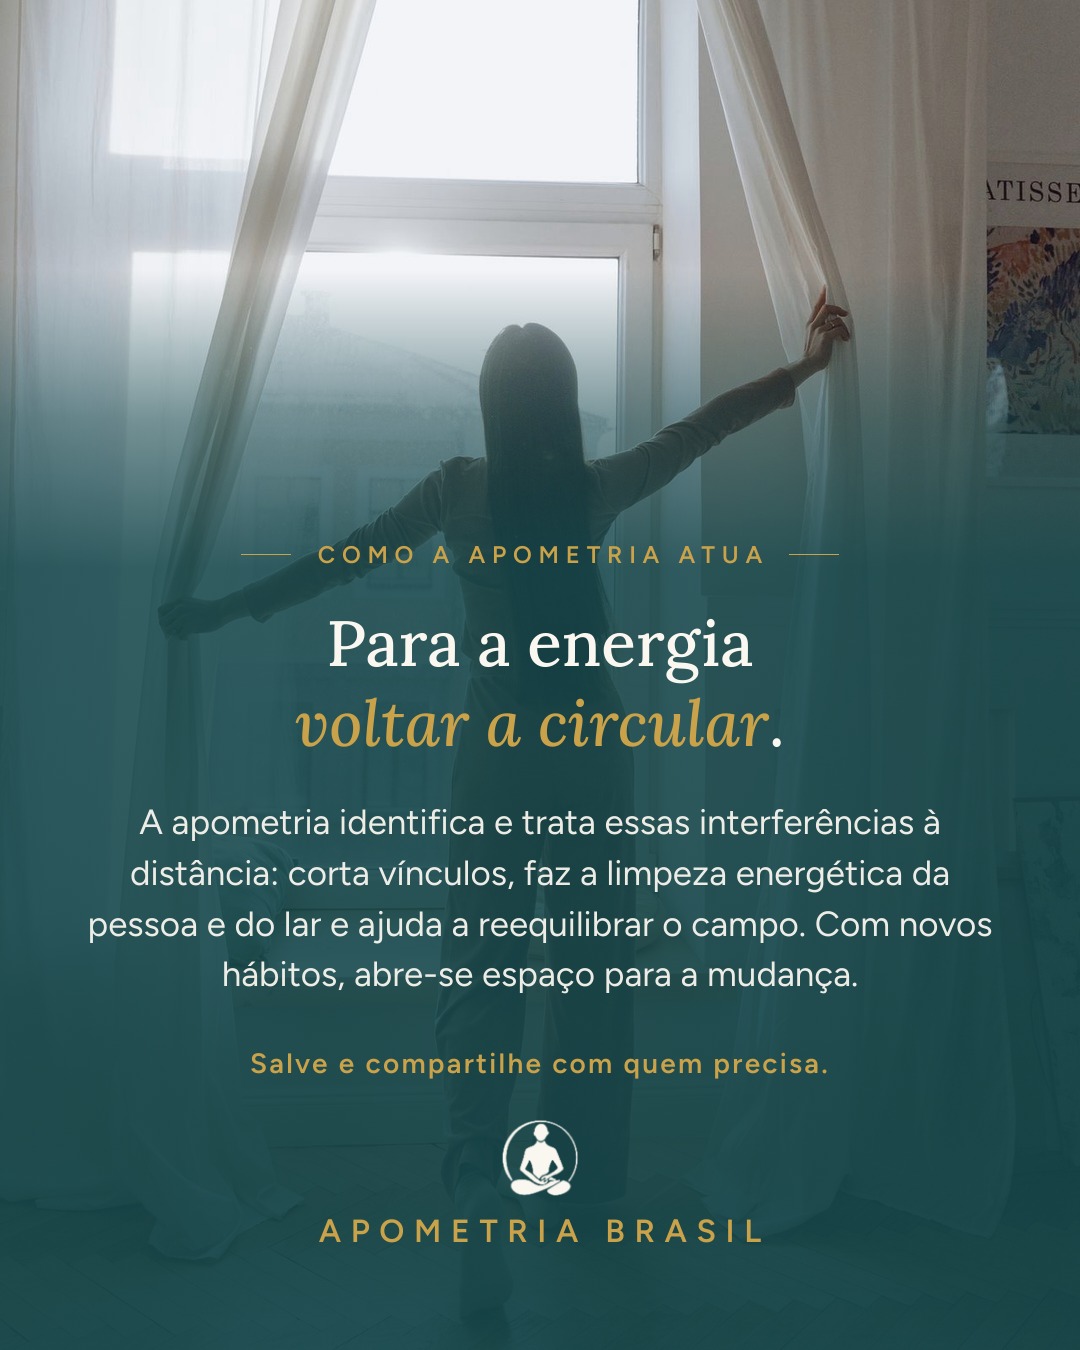 ATISSE
COMO A APOMETRIA ATUA
Para a energia
voltar a circular.
A apometria identifica e trata essas interferências à
distância: corta vínculos, faz a limpeza energética da
pessoa e do lar e ajuda a reequilibrar o campo. Com novos
hábitos, abre-se espaço para a mudança.
Salve e compartilhe com quem precisa.
APOMETRIA BRASIL